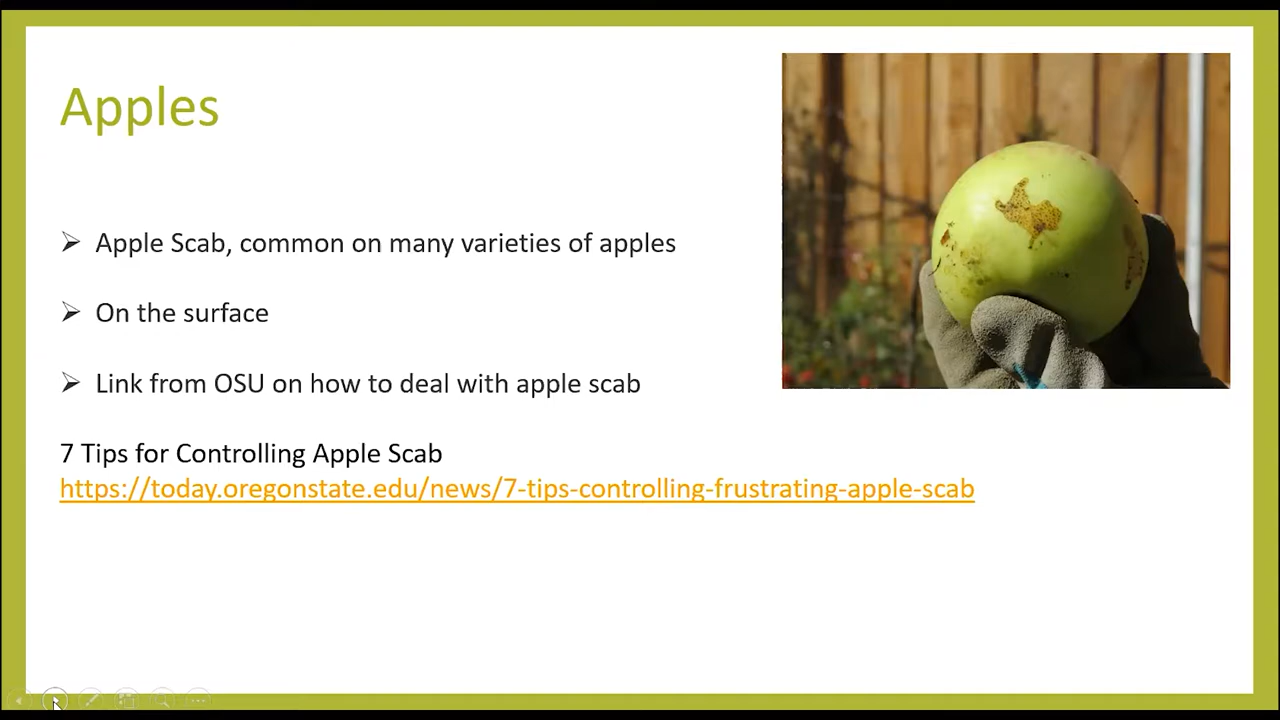 Apples
Apple Scab, common on many varieties of apples
On the surface
Link from OSU on how to deal with apple scab
7 Tips for Controlling Apple Scab
https://today.oregonstate.edu/news/7-tips-controlling-frustrating-apple-scab